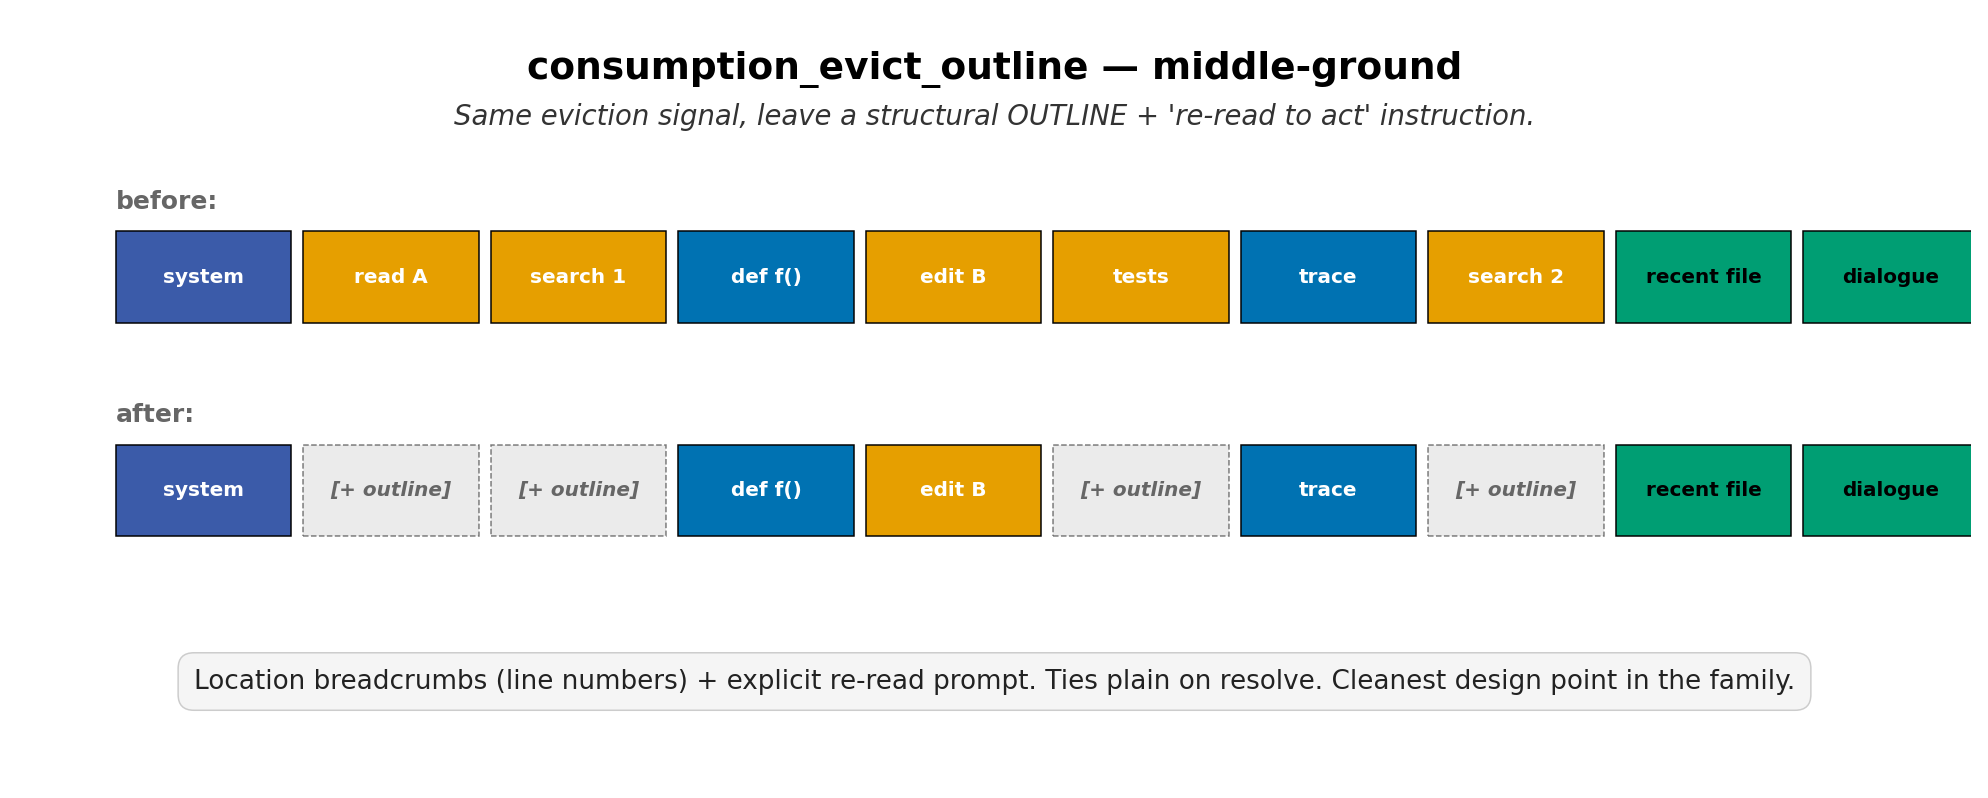 consumption_evict_outline — middle-ground
Same eviction signal, leave a structural OUTLINE + 're-read to act' instruction.
before:
system read A search 1 def f() edit B tests trace search 2 recent file dialogue
after:
system [+ outline] [+ outline] def f() edit B [+ outline] trace [+ outline] recent file dialogue
Location breadcrumbs (line numbers) + explicit re-read prompt. Ties plain on resolve. Cleanest design point in the family.